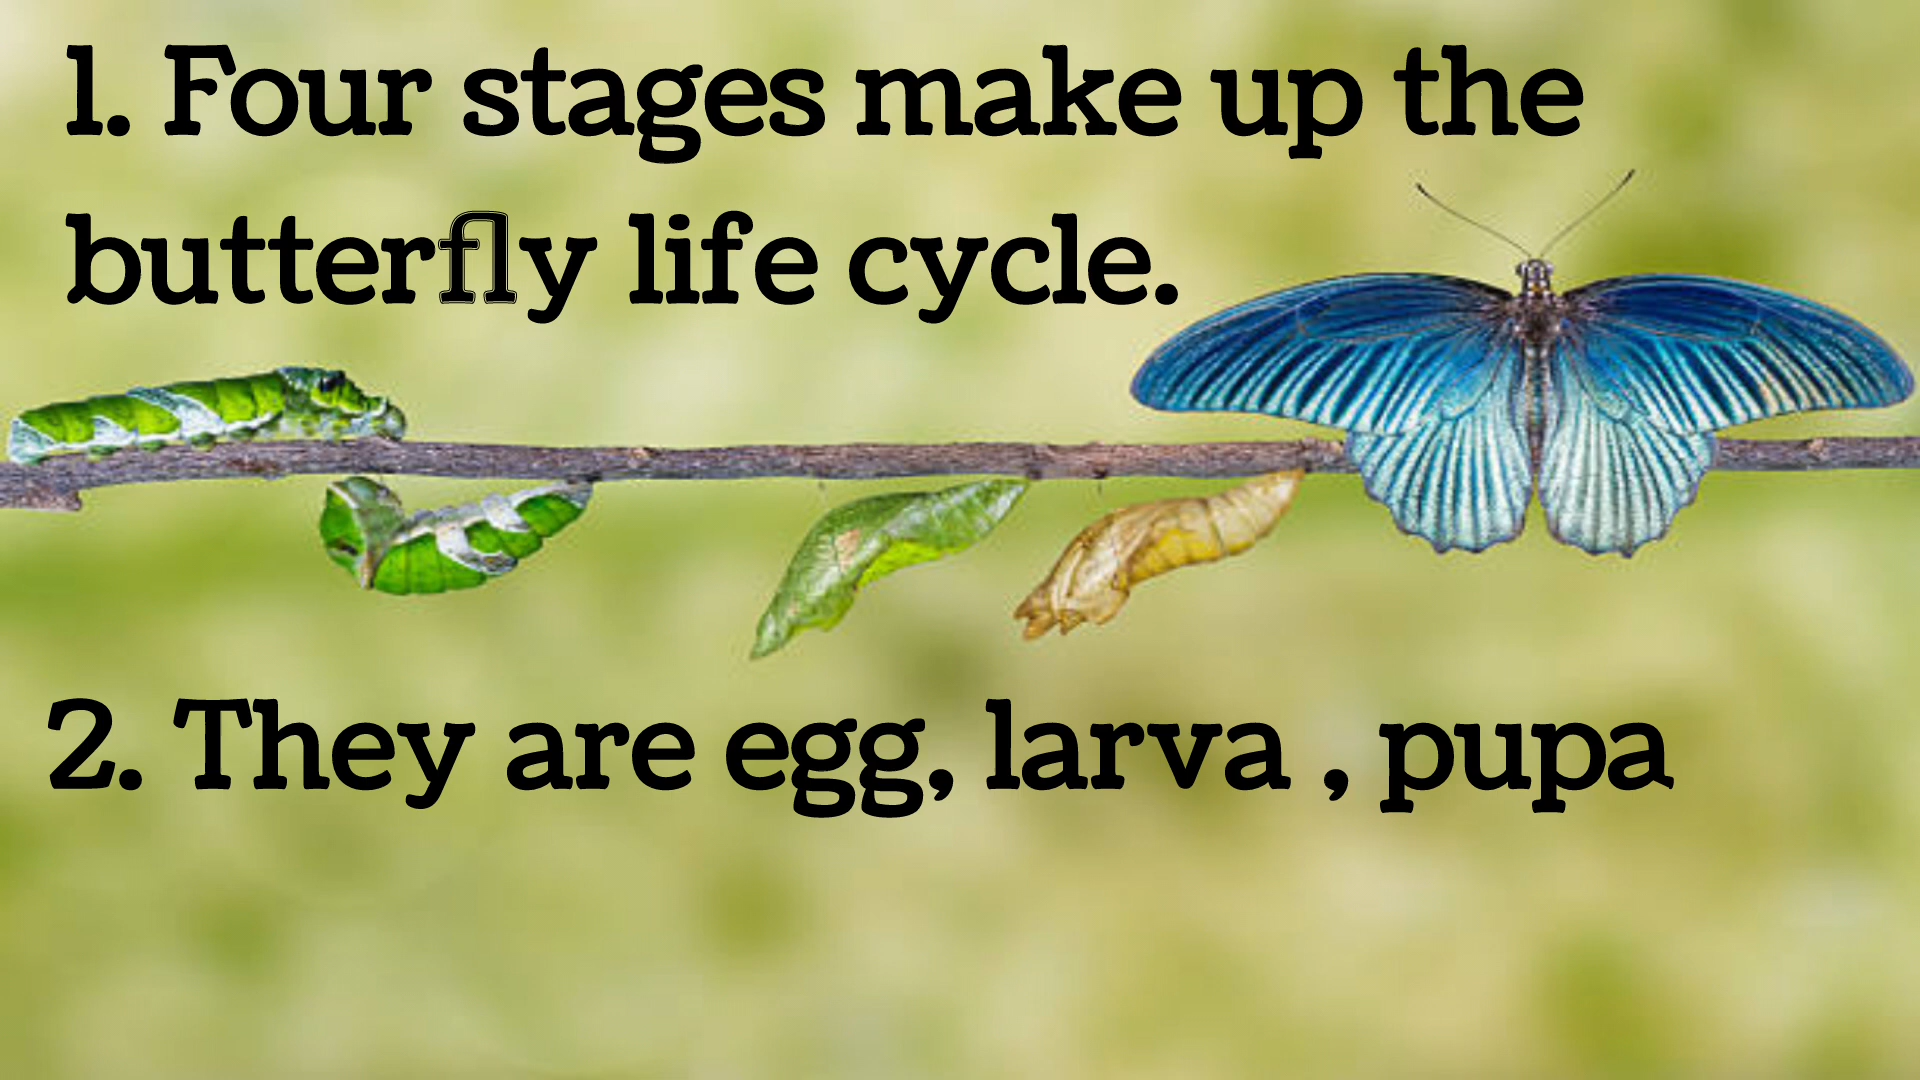 1. Four stages make up the
butterfly life cycle.
2. They are egg, larva , pupa